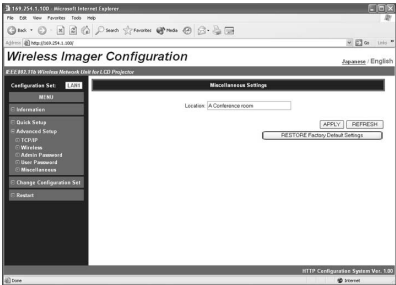 169.254.1.100 - Microsoft Internet Explorer
File Edit View Favorites Tools Help
Back Search Favorites Media
Address http://169.254.1.100/ Go Links
Wireless Imager Configuration
Japanese / English
IEEE802.11b Wireless Network Unit for LCD Projector
Configuration Set: LAN1
Miscellaneous Settings
MENU
Information
Location: A Conference room.
Quick Setup
APPLY REFRESH
Advanced Setup
RESTORE Factory Default Settings
TCP/IP
Wireless
Admin Password
User Password
Miscellaneous
Change Configuration Set
Restart
HTTP Configuration System Ver. 1.00
Done Internet